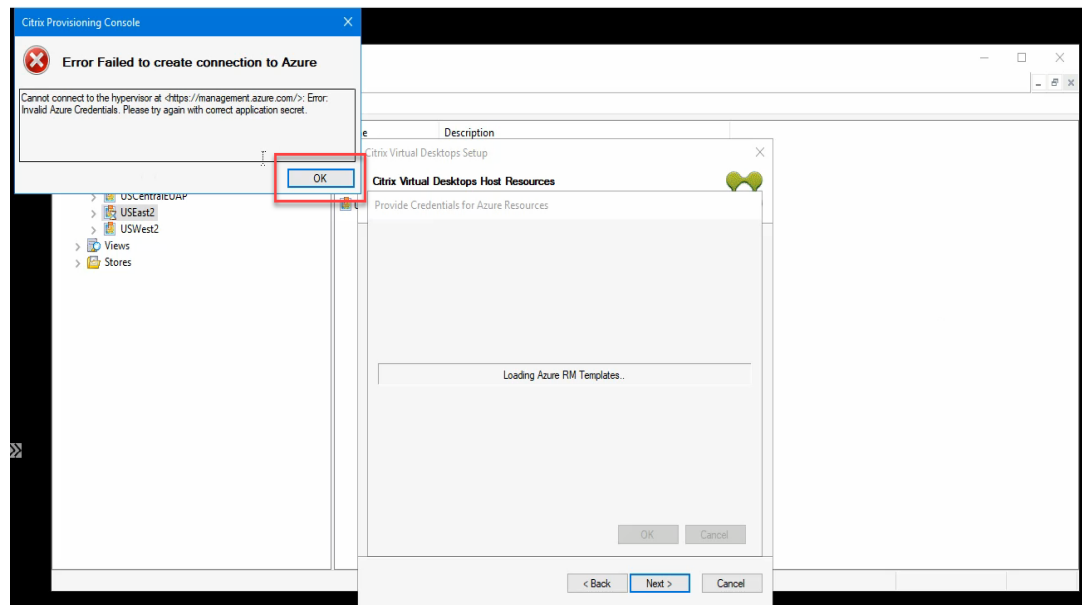 Citrix Provisioning Console
Error Failed to create connection to Azure
Cannot connect to the hypervisor at <https://management.azure.com/>: Error:
Invalid Azure Credentials. Please try again with correct application secret.
OK
Description
Citrix Virtual Desktops Setup
Citrix Virtual Desktops Host Resources
Provide Credentials for Azure Resources
USCentralEUAP
USEast2
USWest2
Views
Stores
Loading Azure RM Templates..
OK Cancel
< Back Next > Cancel